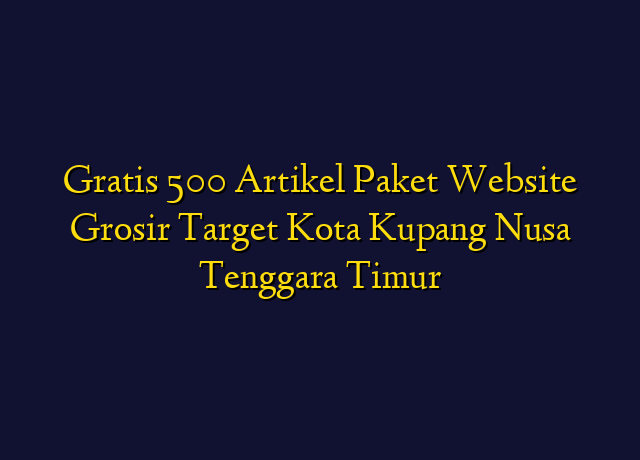 Gratis 500 Artikel Paket Website
Grosir Target Kota Kupang Nusa
Tenggara Timur